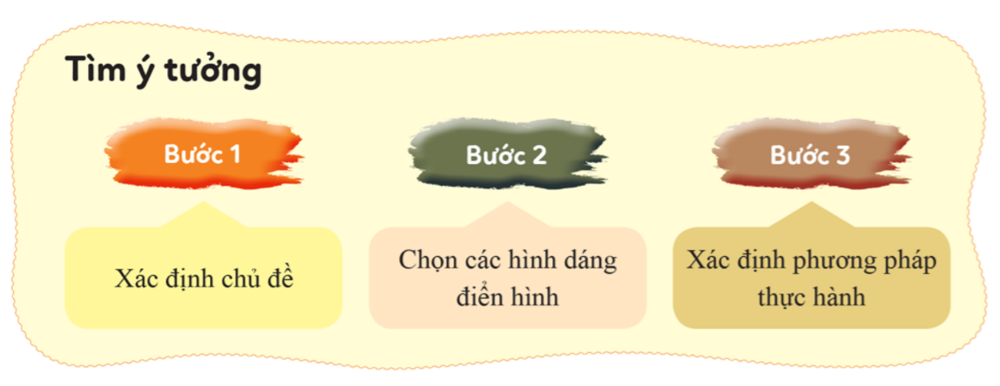 Tìm ý tưởng
Bước 1
Bước 2
Bước 3
Xác định chủ đề
Chọn các hình dáng
điển hình
Xác định phương pháp
thực hành